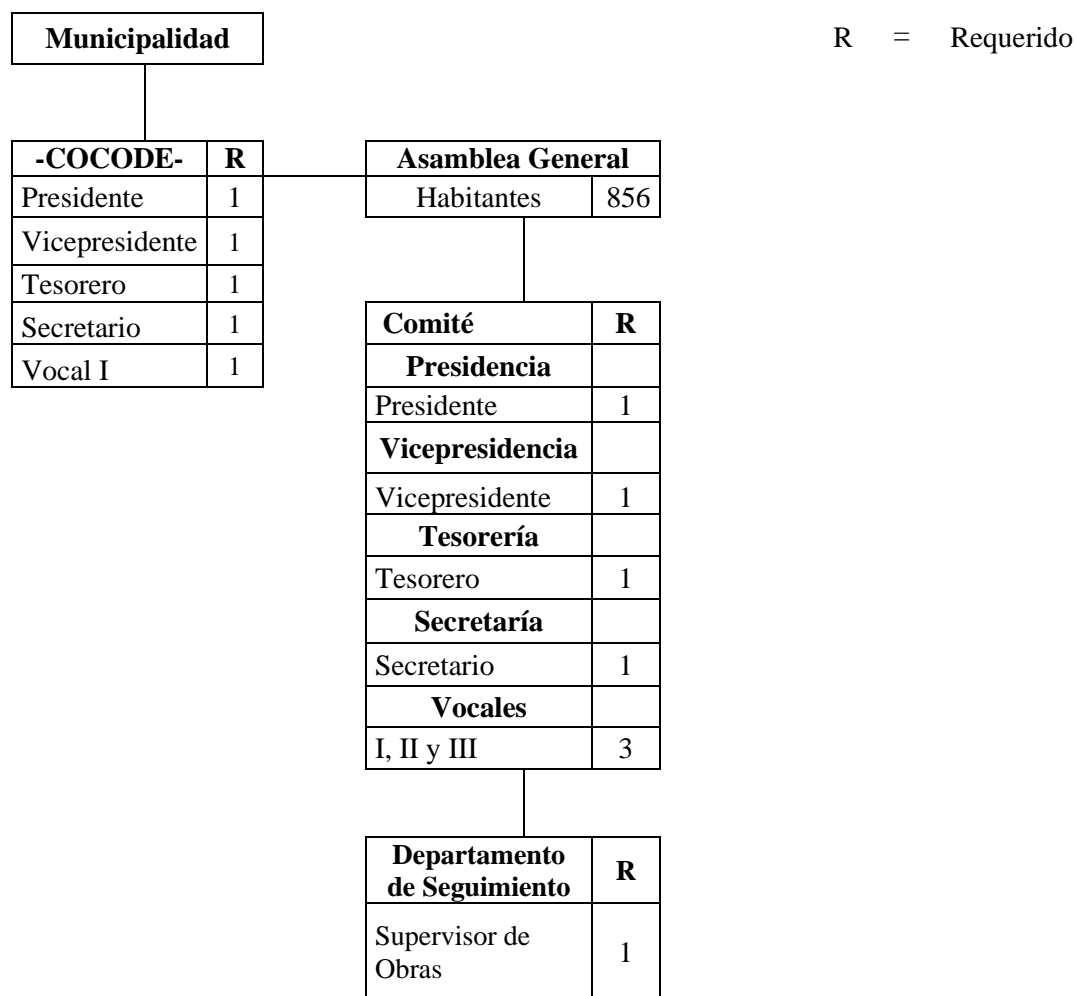 Municipalidad
R = Requerido
-COCODE- R
Presidente 1
Vicepresidente 1
Tesorero 1
Secretario 1
Vocal I 1
Asamblea General
Habitantes 856
Comité R
Presidencia
Presidente 1
Vicepresidencia
Vicepresidente 1
Tesorería
Tesorero 1
Secretaría
Secretario 1
Vocales
I, II y III 3
Departamento
de Seguimiento R
Supervisor de
Obras 1